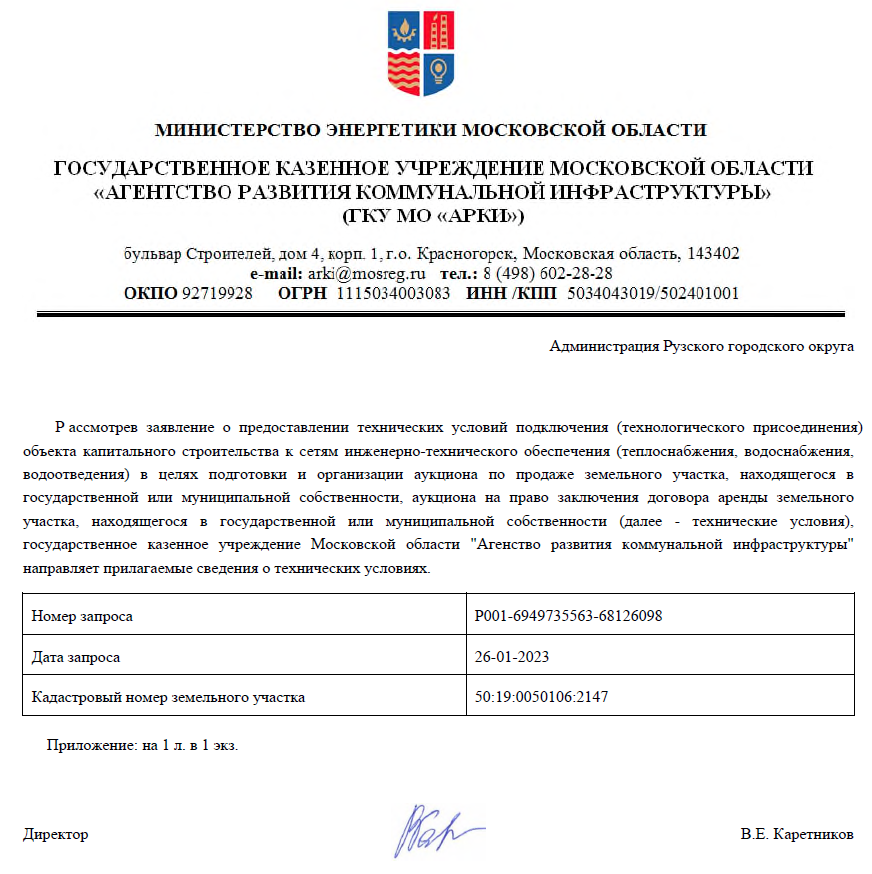 МИНИСТЕРСТВО ЭНЕРГЕТИКИ МОСКОВСКОЙ ОБЛАСТИ
ГОСУДАРСТВЕННОЕ КАЗЕННОЕ УЧРЕЖДЕНИЕ МОСКОВСКОЙ ОБЛАСТИ
«АГЕНТСТВО РАЗВИТИЯ КОММУНАЛЬНОЙ ИНФРАСТРУКТУРЫ»
(ГКУ МО «АРКИ»)
бульвар Строителей, дом 4, корп. 1, г.о. Красногорск, Московская область, 143402
e-mail: arki@mosreg.ru тел.: 8 (498) 602-28-28
ОКПО 92719928 ОГРН 1115034003083 ИНН /КПП 5034043019/502401001
Администрация Рузского городского округа
Р ассмотрев заявление о предоставлении технических условий подключения (технологического присоединения)
объекта капитального строительства к сетям инженерно-технического обеспечения (теплоснабжения, водоснабжения,
водоотведения) в целях подготовки и организации аукциона по продаже земельного участка, находящегося в
государственной или муниципальной собственности, аукциона на право заключения договора аренды земельного
участка, находящегося в государственной или муниципальной собственности (далее - технические условия),
государственное казенное учреждение Московской области "Агенство развития коммунальной инфраструктуры"
направляет прилагаемые сведения о технических условиях.
Номер запроса P001-6949735563-68126098
Дата запроса 26-01-2023
Кадастровый номер земельного участка 50:19:0050106:2147
Приложение: на 1 л. в 1 экз.
Директор В.Е. Каретников